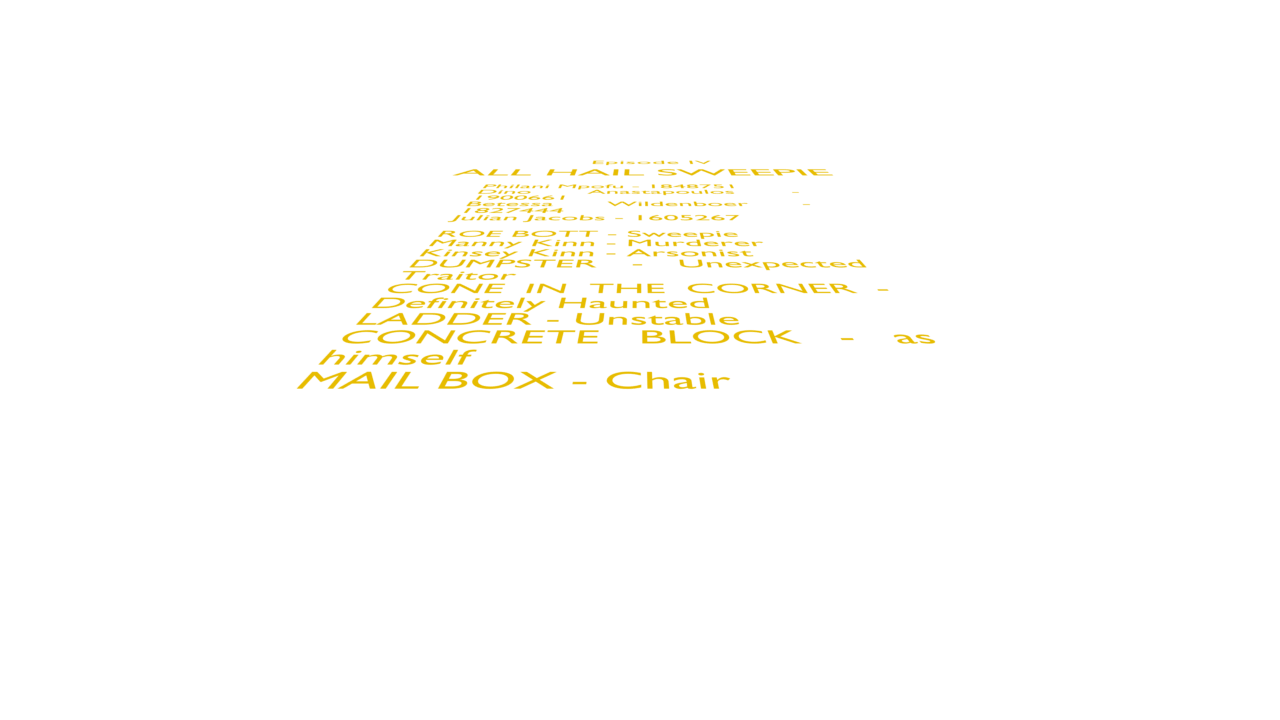 Episode IV
ALL HAIL SWEEPIE
Philani Mpofu - 1848751
Dino Anastapoulos -
1900661
Betessa Wildenboer -
1827444
Julian Jacobs - 1605267
ROE BOTT - Sweepie
Manny Kinn - Murderer
Kinsey Kinn - Arsonist
DUMPSTER - Unexpected
Traitor
CONE IN THE CORNER -
Definitely Haunted
LADDER - Unstable
CONCRETE BLOCK - as
himself
MAIL BOX - Chair